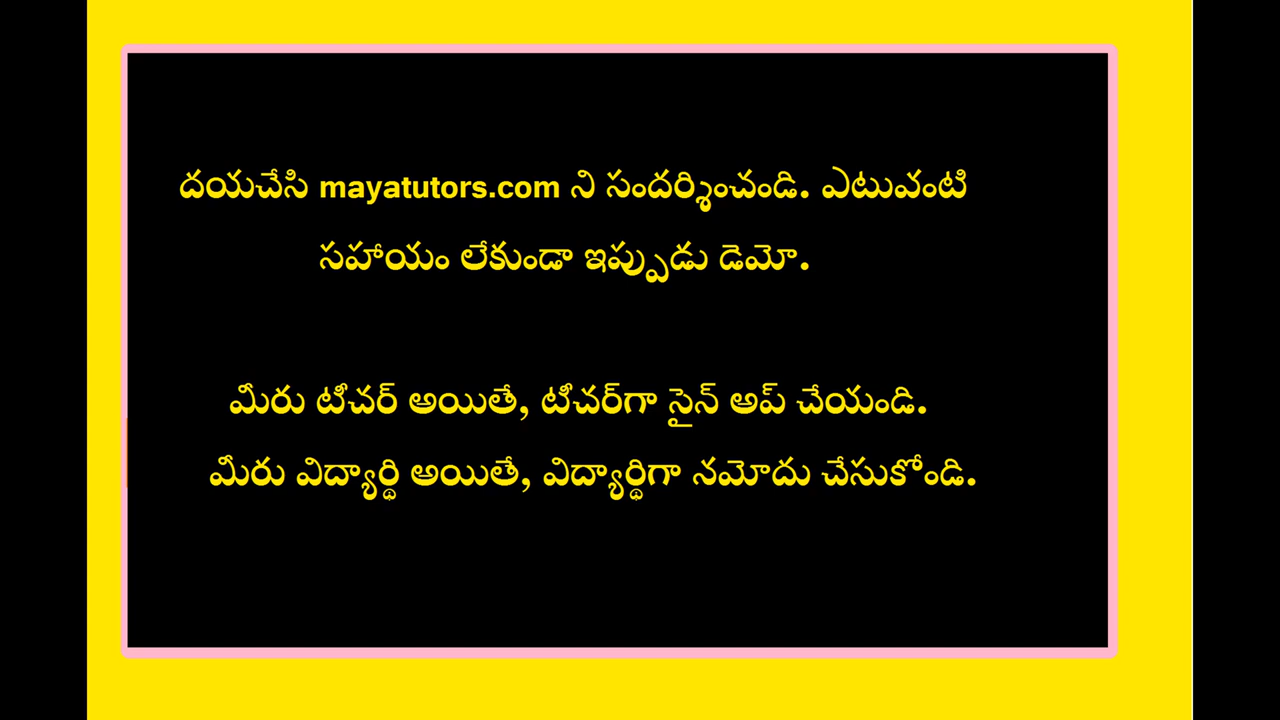 దయచేసి mayatutors.com ని సందర్శించండి. ఎటువంటి
సహాయం లేకుండా ఇప్పుడు డెమో.
మీరు టీచర్ అయితే, టీచర్‌గా సైన్ అప్ చేయండి.
మీరు విద్యార్థి అయితే, విద్యార్థిగా నమోదు చేసుకోండి.